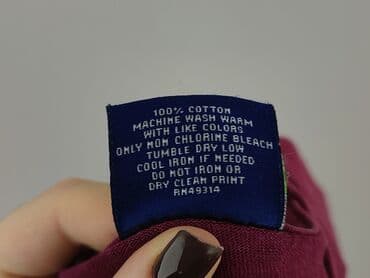 100% COTTON
MACHINE WASH WARM
WITH LIKE COLORS
ONLY NON CHLORINE BLEACH
TUMBLE DRY LOW
COOL IRON IF NEEDED
DO NOT IRON OR
DRY CLEAN PRINT
RN49314